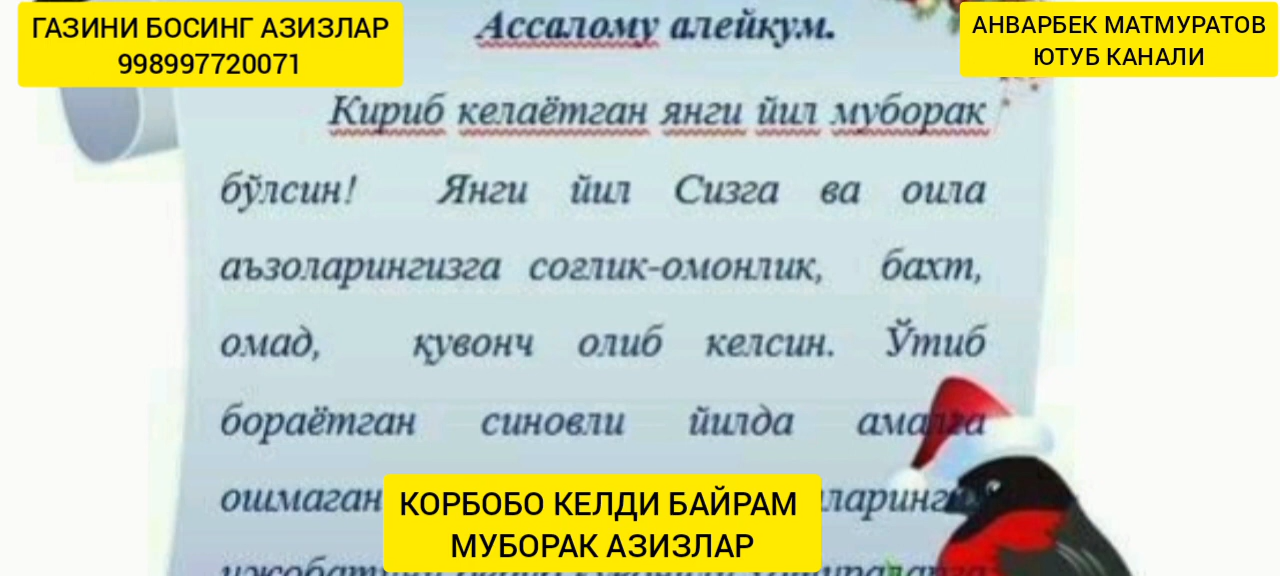 ГАЗИНИ БОСИНГ АЗИЗЛАР
998997720071
АНВАРБЕК МАТМУРАТОВ
ЮТУБ КАНАЛИ
Ассалому алейкум.
Кириб келаётган янги йил муборак
бўлсин! Янги йил Сизга ва оила
аъзоларингизга соғлик-омонлик, бахт,
омад, қувонч олиб келсин. Ўтиб
бораётган синовли йилда амалга
ошмаган
КОРБОБО КЕЛДИ БАЙРАМ
МУБОРАК АЗИЗЛАР